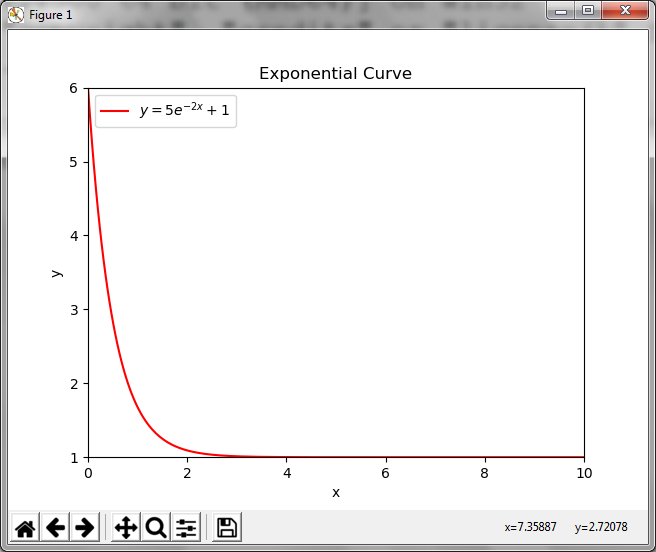 Figure 1
Exponential Curve
6
y = 5e^{-2x} + 1
5
4
y
3
2
1
0 2 4 6 8 10
x
x=7.35887 y=2.72078